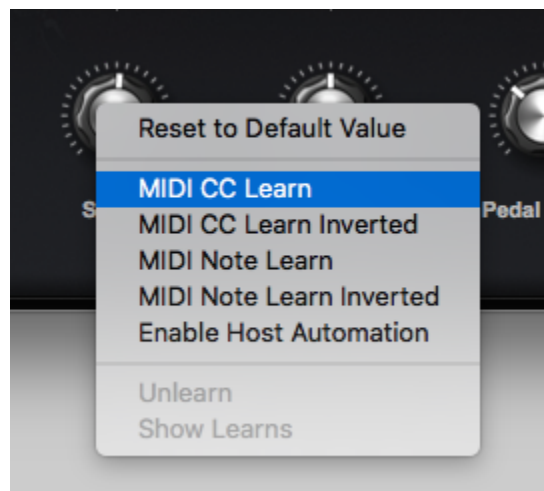 Reset to Default Value
MIDI CC Learn
Pedal
MIDI CC Learn Inverted
MIDI Note Learn
MIDI Note Learn Inverted
Enable Host Automation
Unlearn
Show Learns